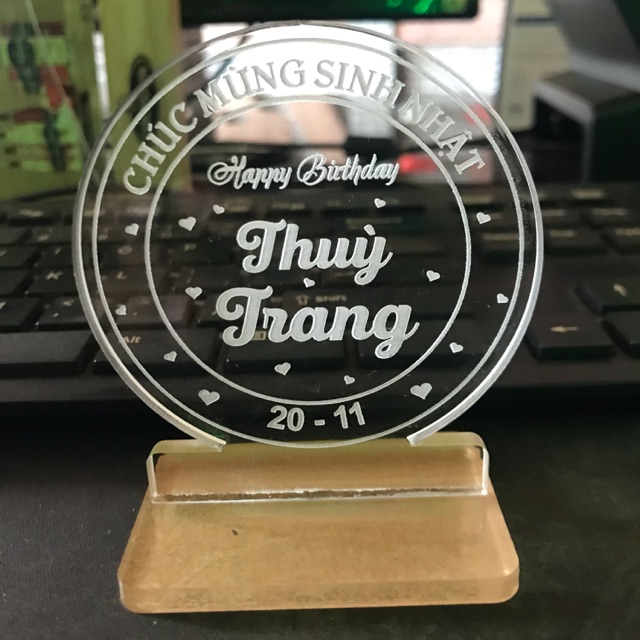 CHÚC MỪNG SINH NHẬT
Happy Birthday
Thuỳ
Trang
20 - 11